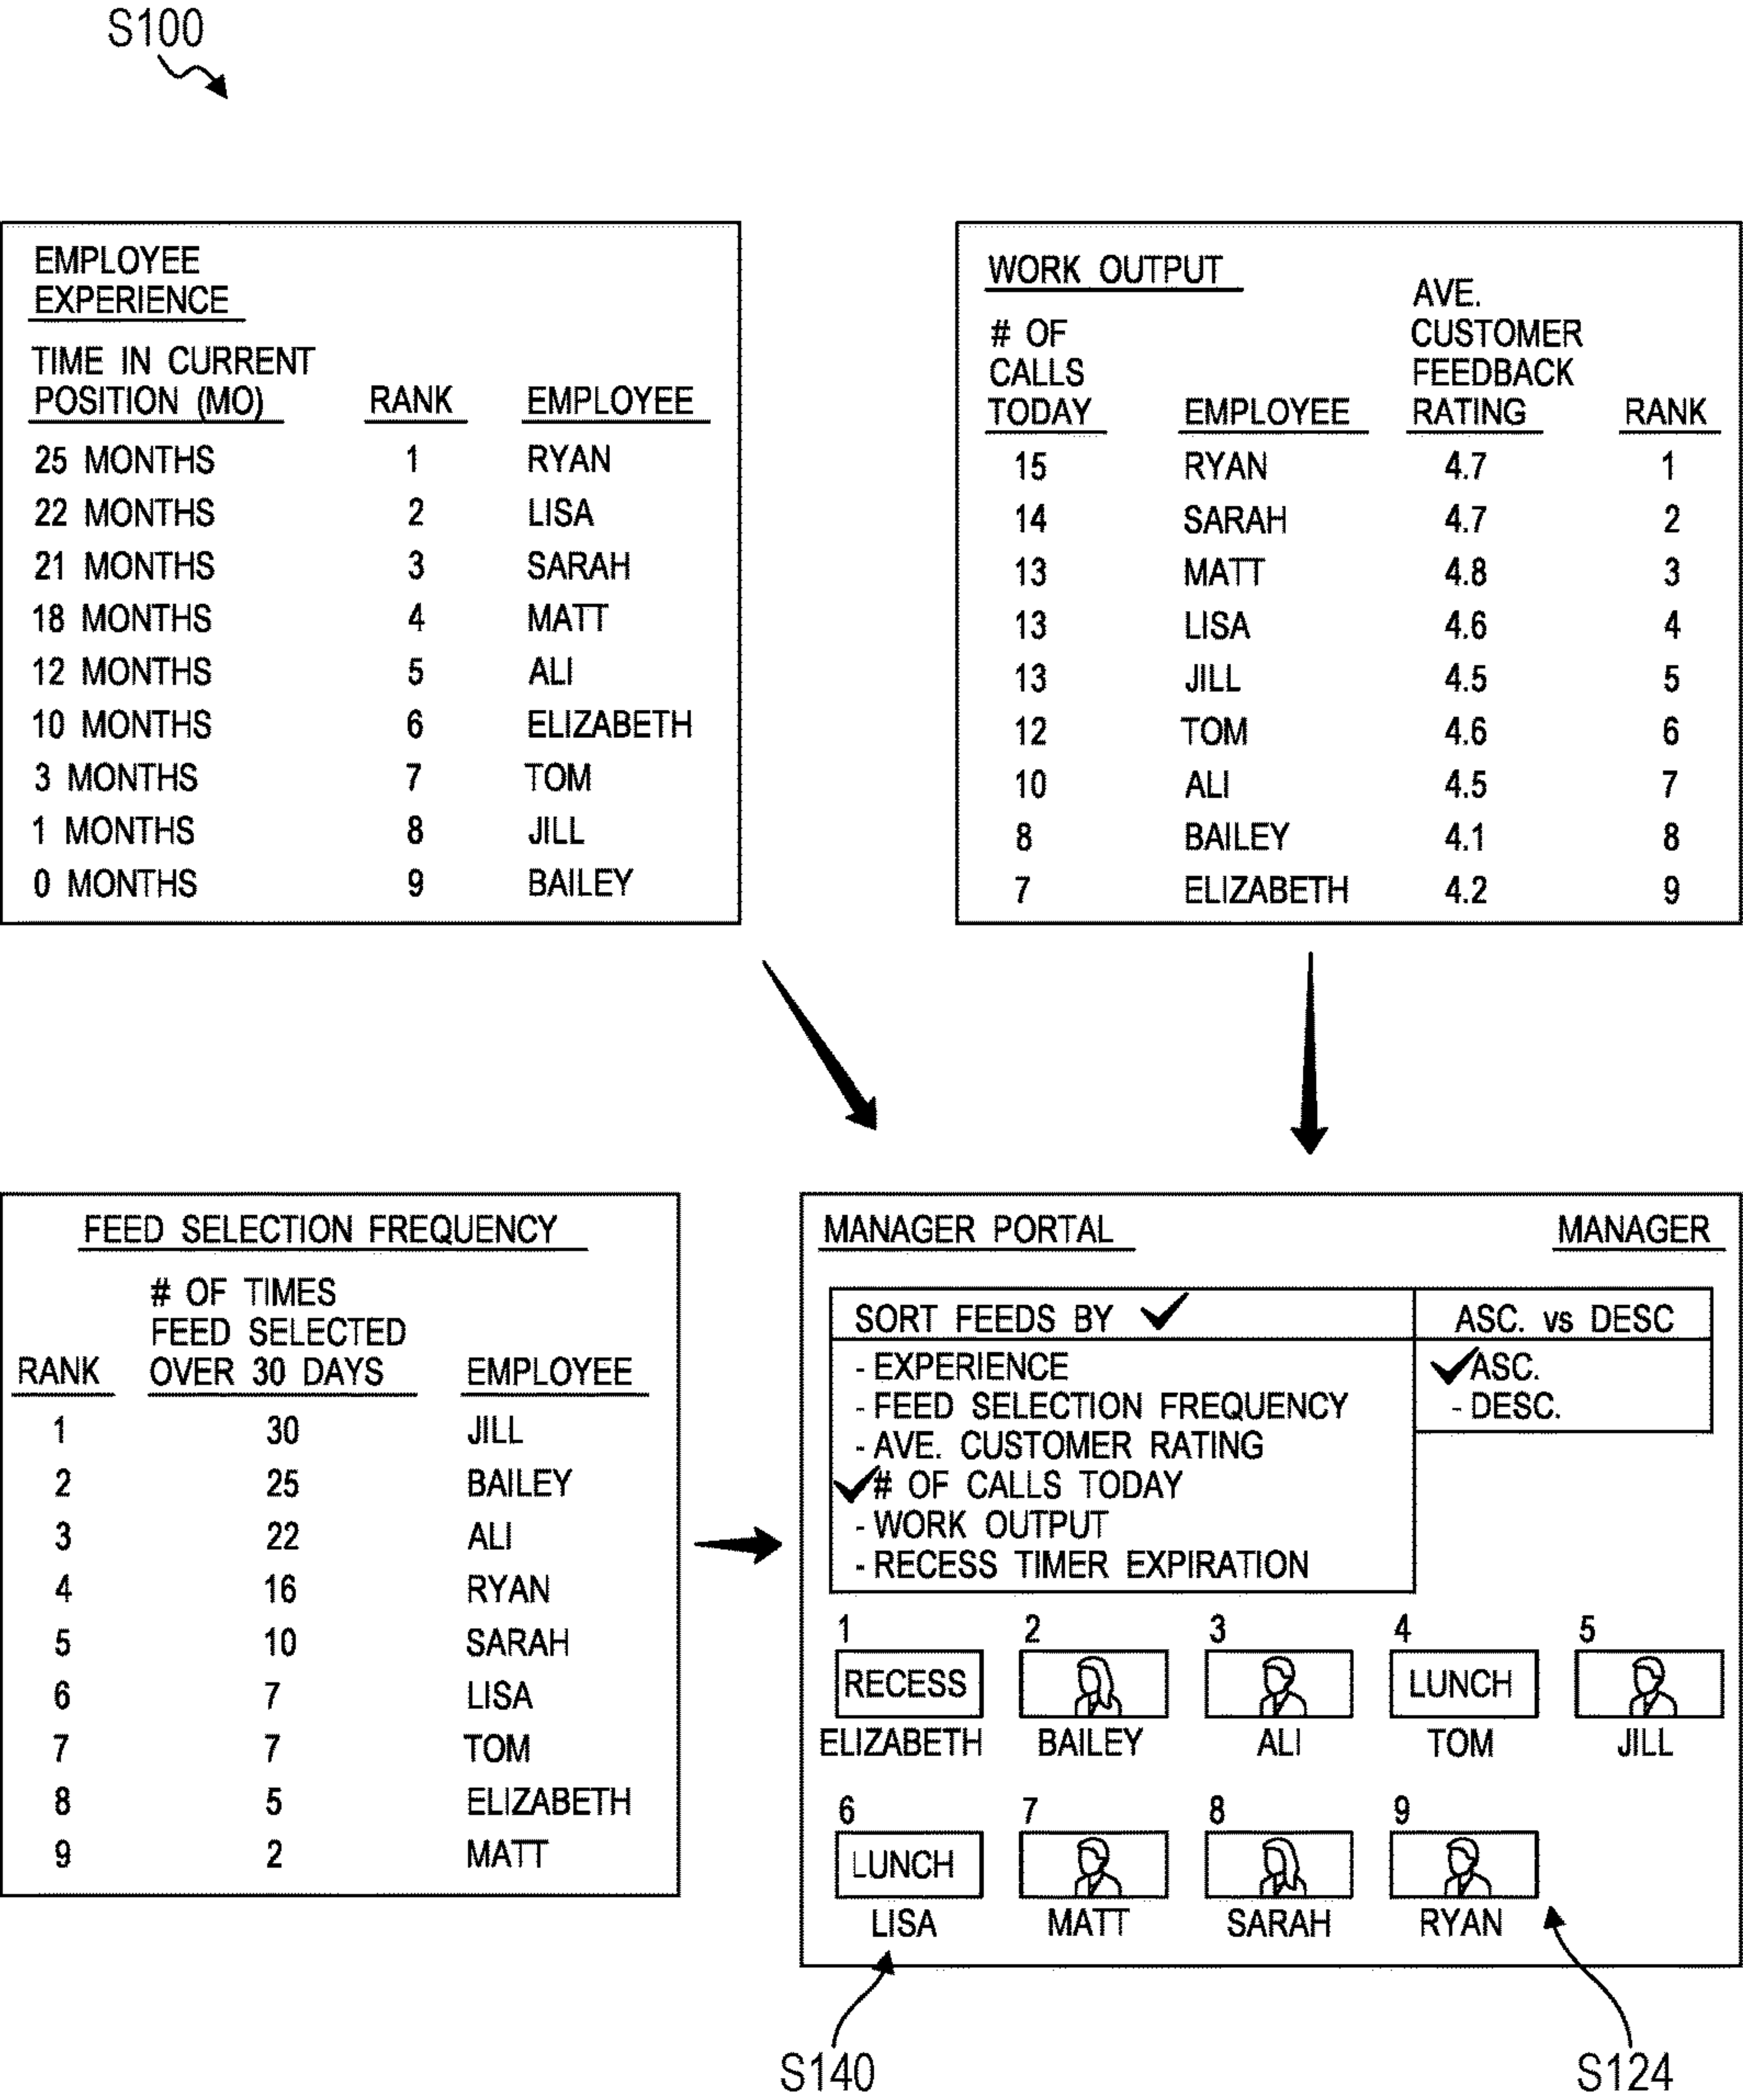 S100
EMPLOYEE
EXPERIENCE
TIME IN CURRENT
POSITION (MO) RANK EMPLOYEE
25 MONTHS 1 RYAN
22 MONTHS 2 LISA
21 MONTHS 3 SARAH
18 MONTHS 4 MATT
12 MONTHS 5 ALI
10 MONTHS 6 ELIZABETH
3 MONTHS 7 TOM
1 MONTHS 8 JILL
0 MONTHS 9 BAILEY
WORK OUTPUT
AVE.
# OF CUSTOMER
CALLS FEEDBACK
TODAY EMPLOYEE RATING RANK
15 RYAN 4.7 1
14 SARAH 4.7 2
13 MATT 4.8 3
13 LISA 4.6 4
13 JILL 4.5 5
12 TOM 4.6 6
10 ALI 4.5 7
8 BAILEY 4.1 8
7 ELIZABETH 4.2 9
FEED SELECTION FREQUENCY
# OF TIMES
FEED SELECTED
RANK OVER 30 DAYS EMPLOYEE
1 30 JILL
2 25 BAILEY
3 22 ALI
4 16 RYAN
5 10 SARAH
6 7 LISA
7 7 TOM
8 5 ELIZABETH
9 2 MATT
MANAGER PORTAL MANAGER
SORT FEEDS BY ✓ ASC. vs DESC
- EXPERIENCE ✓ASC.
- FEED SELECTION FREQUENCY - DESC.
- AVE. CUSTOMER RATING
✓# OF CALLS TODAY
- WORK OUTPUT
- RECESS TIMER EXPIRATION
1 2 3 4 5
RECESS LUNCH
ELIZABETH BAILEY ALI TOM JILL
6 7 8 9
LUNCH
LISA MATT SARAH RYAN
S140 S124